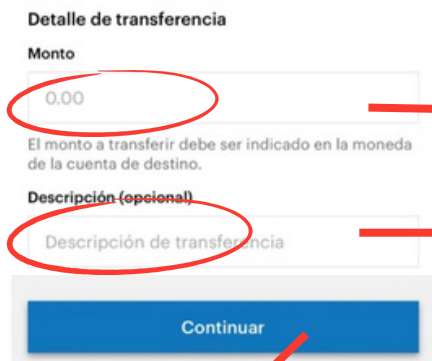 Detalle de transferencia
Monto
0.00
El monto a transferir debe ser indicado en la moneda
de la cuenta de destino.
Descripción (opcional)
Descripción de transferencia
Continuar